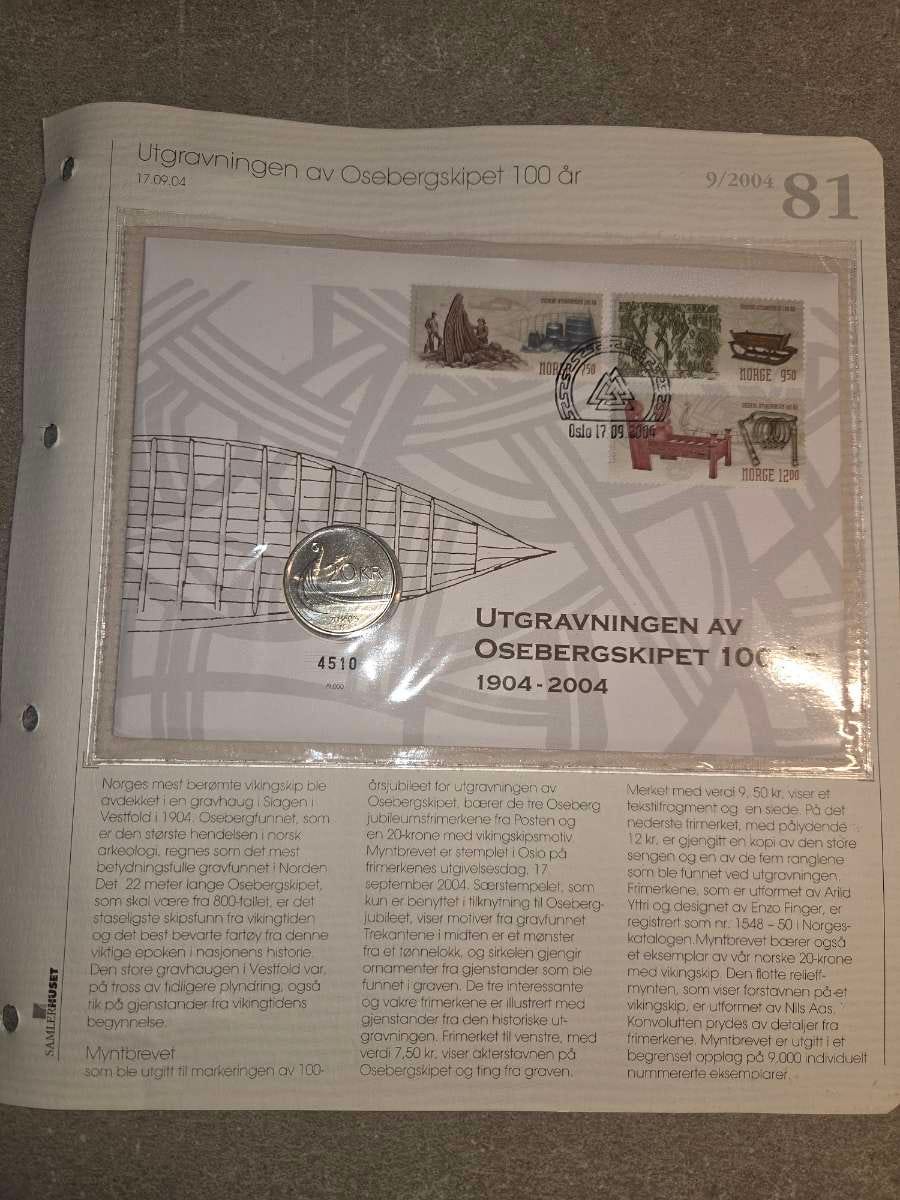 Utgravningen av Osebergskipet 100 år
17.09.04
9/2004 81
NORGE 750
NORGE 950
NORGE 12.00
Oslo 17.09.2004
20 KR
4510
9.000
UTGRAVNINGEN AV
OSEBERGSKIPET 100
1904 - 2004
Norges mest berømte vikingskip ble
avdekket i en gravhaug i Slagen i
Vestfold i 1904. Osebergfunnet, som
er den største hendelsen i norsk
arkeologi, regnes som det mest
betydningsfulle gravfunnet i Norden
Det 22 meter lange Osebergskipet,
som skal være fra 800-tallet, er det
staseligste skipsfunn fra vikingtiden
og det best bevarte fartøy fra denne
viktige epoken i nasjonens historie.
Den store gravhaugen i Vestfold var,
på tross av tidligere plyndring, også
rik på gjenstander fra vikingtidens
begynnelse.
Myntbrevet
som ble utgitt til markeringen av 100-
årsjubileet for utgravningen av
Osebergskipet, bærer de tre Oseberg
jubileumsfrimerkene fra Posten og
en 20-krone med vikingskipsmotiv
Myntbrevet er stemplet i Oslo på
frimerkenes utgivelsesdag, 17.
september 2004. Særstempelet, som
kun er benyttet i tilknytning til Oseberg-
jubileet, viser motiver fra gravfunnet
Trekantene i midten er et mønster
fra et tønnelokk, og sirkelen gjengir
ornamenter fra gjenstander som ble
funnet i graven. De tre interessante
og vakre frimerkene er illustrert med
gjenstander fra den historiske ut-
gravningen. Frimerket til venstre, med
verdi 7,50 kr, viser akterstavnen på
Osebergskipet og ting fra graven.
Merket med verdi 9, 50 kr, viser et
tekstilfragment og en slede. På det
nederste frimerket, med pålydende
12 kr, er gjengitt en kopi av den store
sengen og en av de fem ranglene
som ble funnet ved utgravningen.
Frimerkene, som er utformet av Arild
Yttri og designet av Enzo Finger, er
registrert som nr. 1548 – 50 i Norges-
katalogen.Myntbrevet bærer også
et eksemplar av vår norske 20-krone
med vikingskip. Den flotte relieff-
mynten, som viser forstavnen på et
vikingskip, er utformet av Nils Aas.
Konvolutten prydes av detaljer fra
frimerkene. Myntbrevet er utgitt i et
begrenset opplag på 9.000 individuelt
nummererte eksemplarer.
SAMLERHUSET